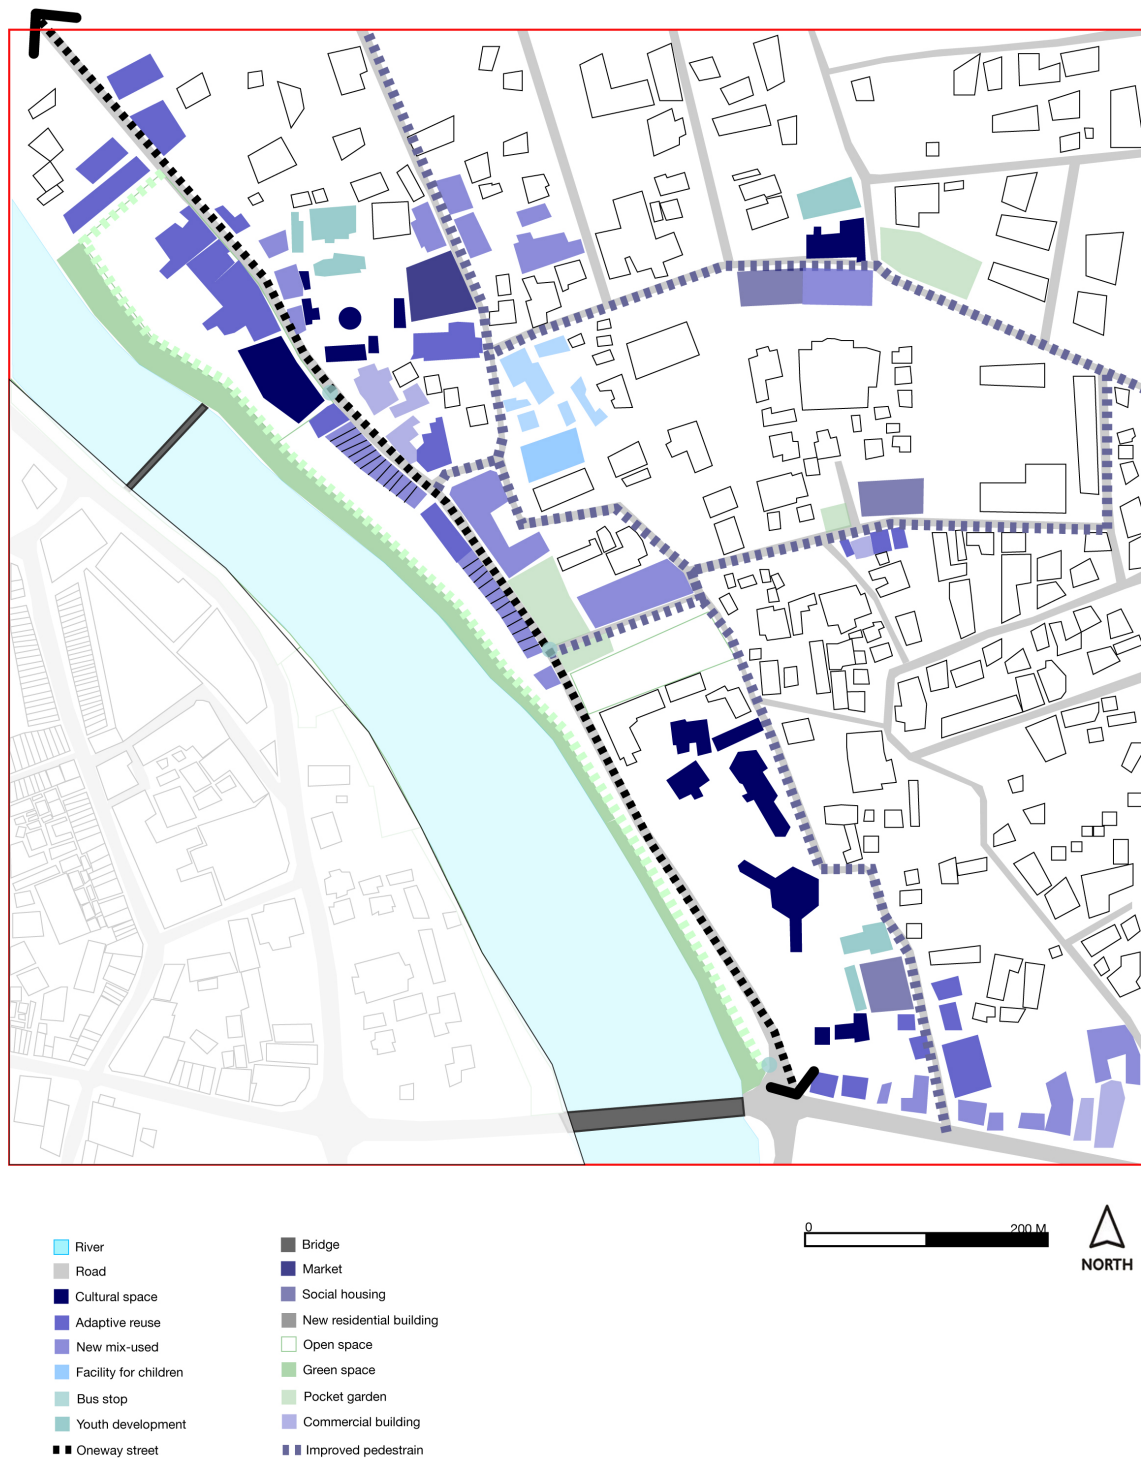 0 200 M
NORTH
River
Road
Cultural space
Adaptive reuse
New mix-used
Facility for children
Bus stop
Youth development
Oneway street
Bridge
Market
Social housing
New residential building
Open space
Green space
Pocket garden
Commercial building
Improved pedestrain